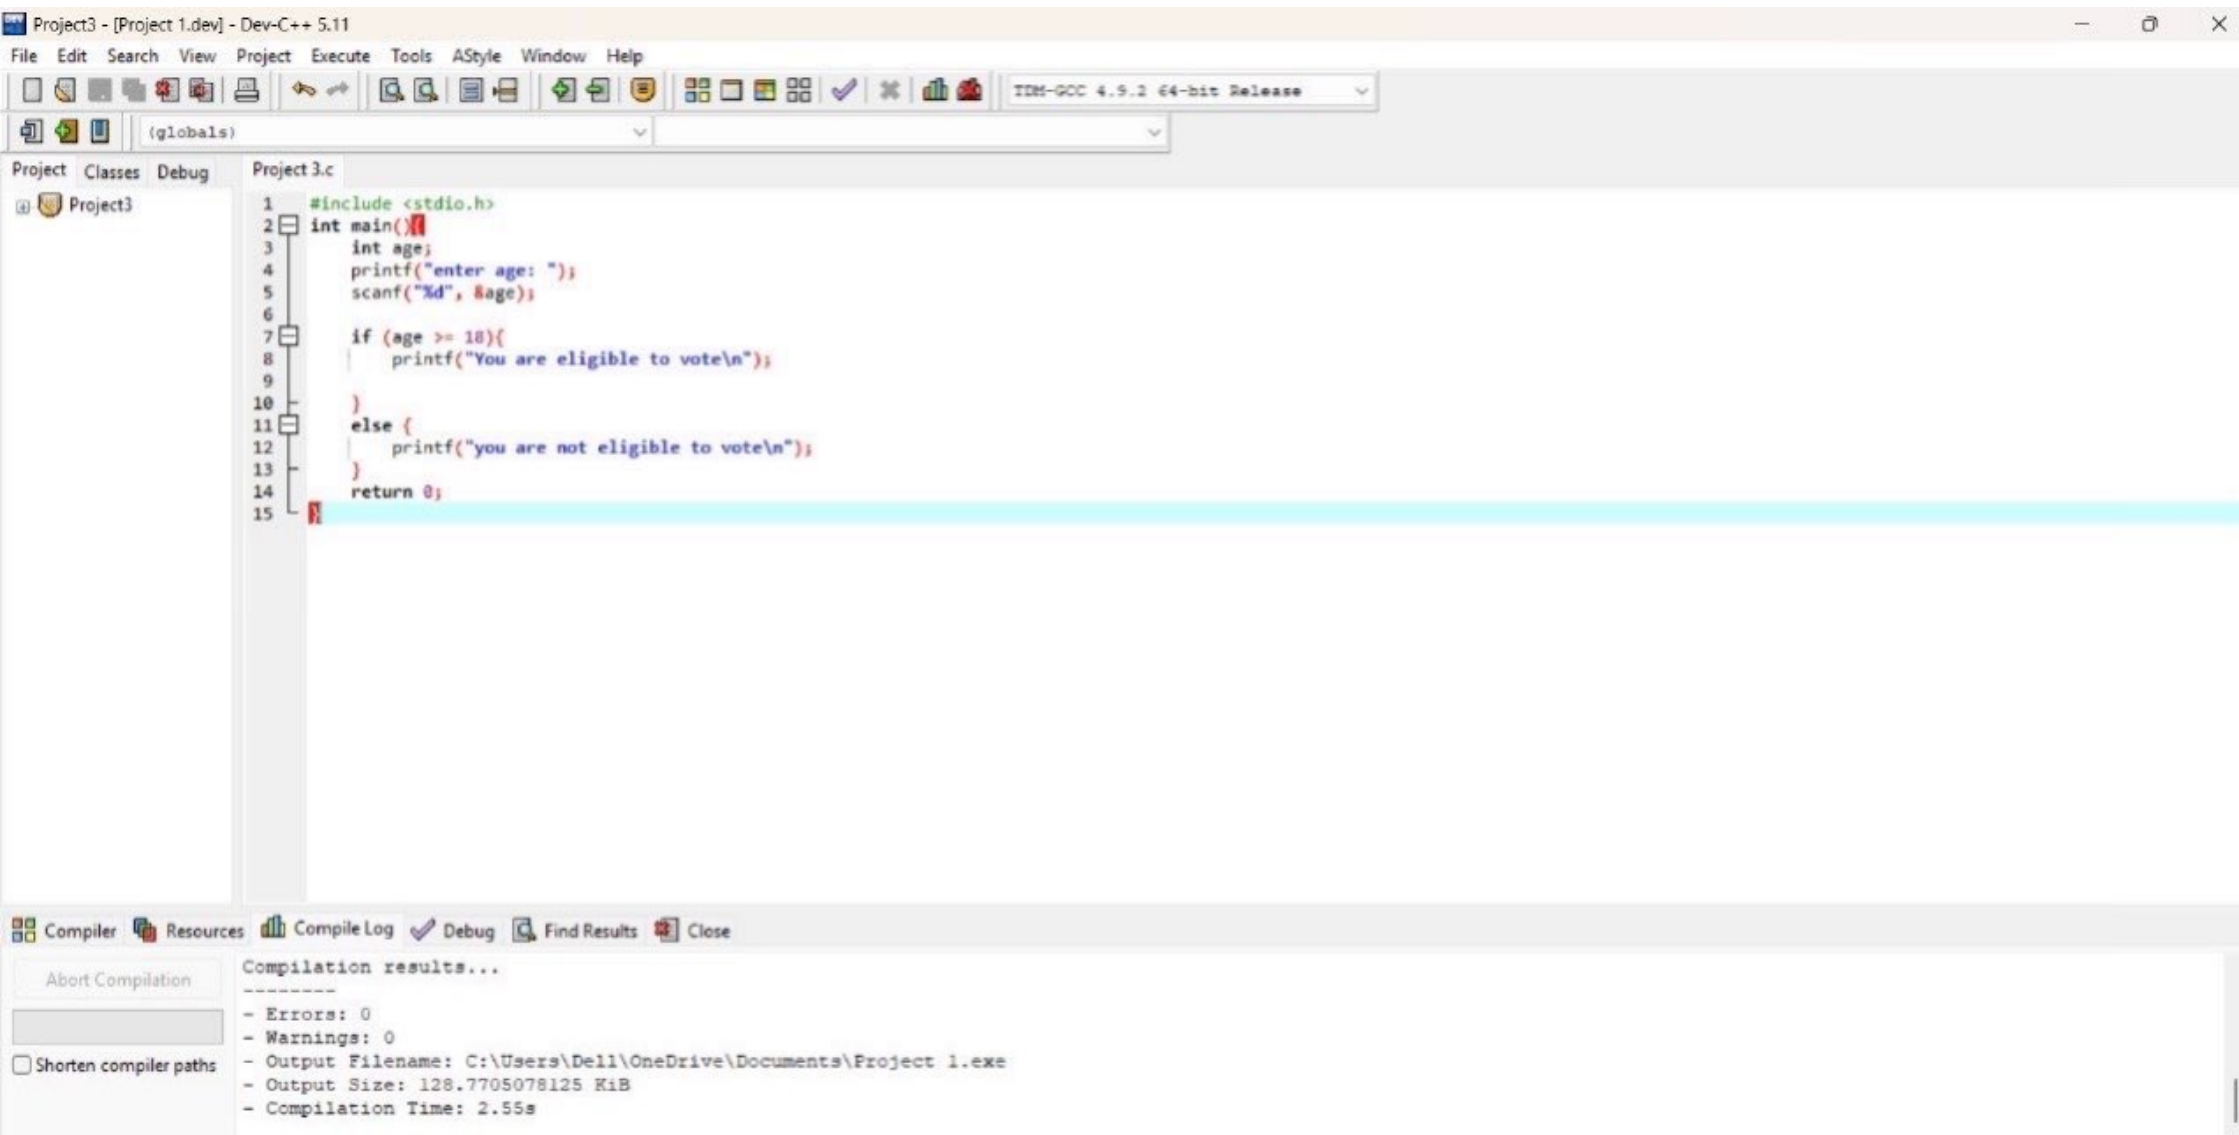 Project3 - [Project 1.dev] - Dev-C++ 5.11
File Edit Search View Project Execute Tools AStyle Window Help
TDM-GCC 4.9.2 64-bit Release
(globals)
Project Classes Debug Project 3.c
Project3
1 #include <stdio.h>
2 int main(){
3 int age;
4 printf("enter age: ");
5 scanf("%d", &age);
6
7 if (age >= 18){
8 printf("You are eligible to vote\n");
9
10 }
11 else {
12 printf("you are not eligible to vote\n");
13 }
14 return 0;
15 }
Compiler Resources Compile Log Debug Find Results Close
Abort Compilation
Shorten compiler paths
Compilation results...
--------
- Errors: 0
- Warnings: 0
- Output Filename: C:\Users\Dell\OneDrive\Documents\Project 1.exe
- Output Size: 128.7705078125 KiB
- Compilation Time: 2.55s